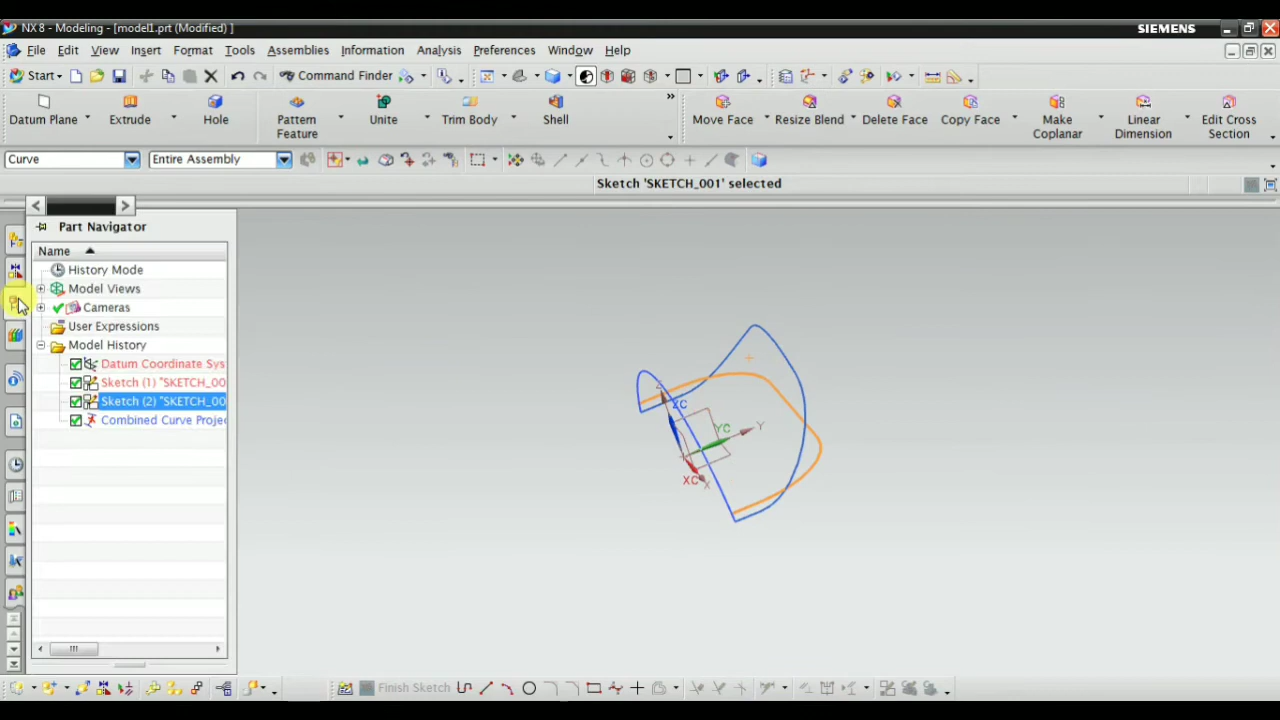 NX 8 - Modeling - [model1.prt (Modified) ]
SIEMENS
File Edit View Insert Format Tools Assemblies Information Analysis Preferences Window Help
Start Command Finder
Datum Plane Extrude Hole Pattern Feature Unite Trim Body Shell Move Face Resize Blend Delete Face Copy Face Make Coplanar Linear Dimension Edit Cross Section
Curve Entire Assembly
Sketch 'SKETCH_001' selected
Part Navigator
Name
History Mode
Model Views
Cameras
User Expressions
Model History
Datum Coordinate Sys
Sketch (1) "SKETCH_00
Sketch (2) "SKETCH_00
Combined Curve Projec
Z
ZC
YC
Y
XC
X
Finish Sketch